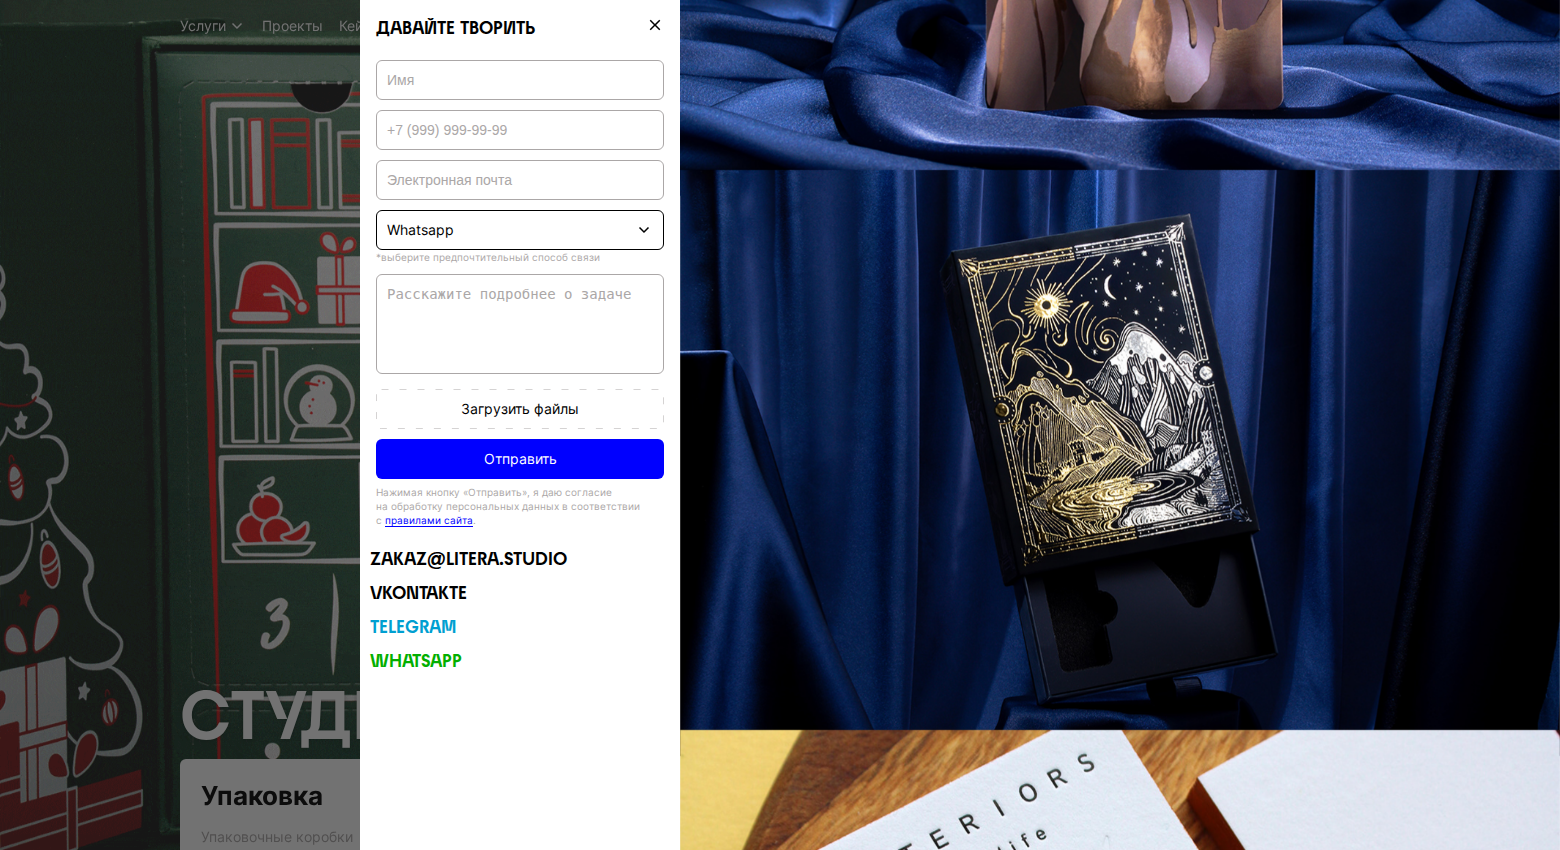 Услуги
Проекты
Кей
СТУДИ
Упаковка
Упаковочные коробки
3
ДАВАЙТЕ ТВОРИТЬ
Имя
+7 (999) 999-99-99
Электронная почта
Whatsapp
*выберите предпочтительный способ связи
Расскажите подробнее о задаче
Загрузить файлы
Отправить
Нажимая кнопку «Отправить», я даю согласие
на обработку персональных данных в соответствии
с правилами сайта.
ZAKAZ@LITERA.STUDIO
VKONTAKTE
TELEGRAM
WHATSAPP
TERIORS
life